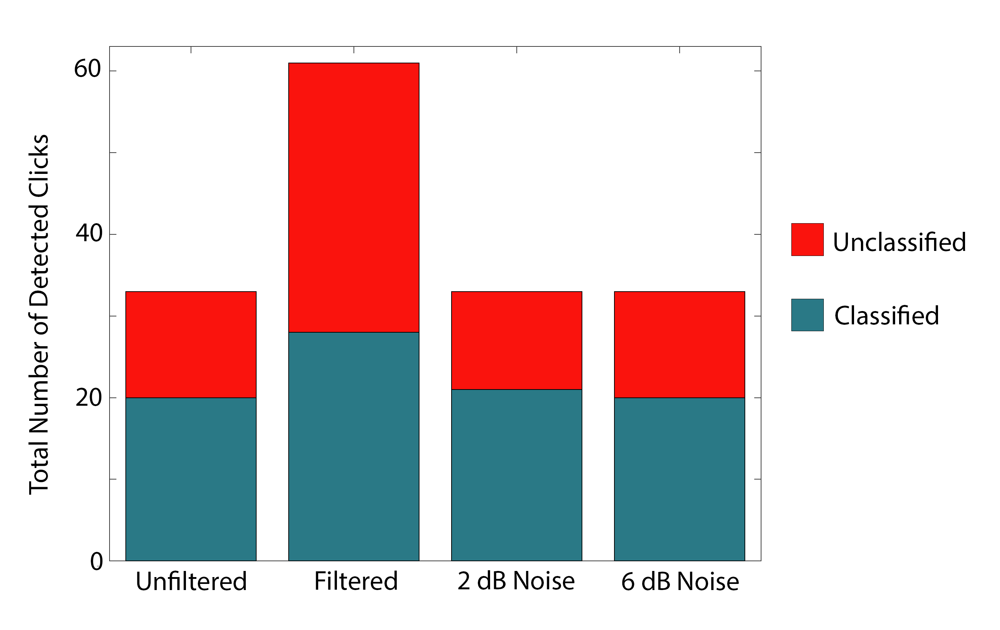 Total Number of Detected Clicks
60
40
20
0
Unfiltered
Filtered
2 dB Noise
6 dB Noise
Unclassified
Classified